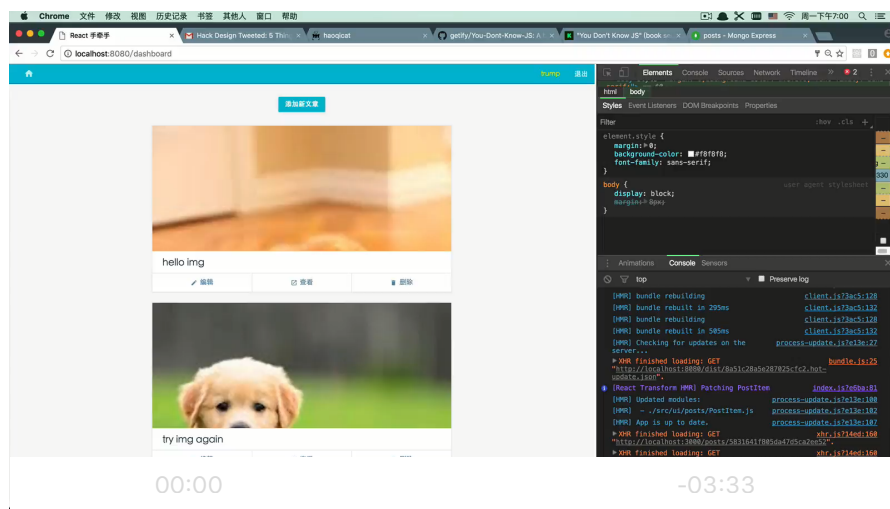 Chrome 文件 修改 视图 历史记录 书签 其他人 窗口 帮助
周一下午7:00
React 手牵手
Hack Design Tweeted: 5 Thin
haoqicat
getify/You-Dont-Know-JS: A
"You Don't Know JS" (book se
posts - Mongo Express
localhost:8080/dashboard
trump 退出
添加新文章
hello img
编辑 查看 删除
try img again
Elements Console Sources Network Timeline » 2
html body
Styles Event Listeners DOM Breakpoints Properties
Filter :hov .cls +
element.style {
margin: 0;
background-color: #f8f8f8;
font-family: sans-serif;
}
body { user agent stylesheet
display: block;
margin: 8px;
}
330
Animations Console Sensors
top Preserve log
[HMR] bundle rebuilding client.js?3ac5:128
[HMR] bundle rebuilt in 295ms client.js?3ac5:132
[HMR] bundle rebuilding client.js?3ac5:128
[HMR] bundle rebuilt in 505ms client.js?3ac5:132
[HMR] Checking for updates on the process-update.js?e13e:27
server...
XHR finished loading: GET bundle.js:25
"http://localhost:8080/dist/8a51c28a5e287025cfc2.hot-
update.json".
[React Transform HMR] Patching PostItem index.js?e6ba:81
[HMR] Updated modules: process-update.js?e13e:100
[HMR] - ./src/ui/posts/PostItem.js process-update.js?e13e:102
[HMR] App is up to date. process-update.js?e13e:107
XHR finished loading: GET xhr.js?14ed:160
"http://localhost:3000/posts/5831641f805da47d5ca2ee52".
XHR finished loading: GET xhr.js?14ed:160
00:00 -03:33